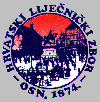 HRVATSKI LIJEČNIČKI ZBOR
OSN. 1874.